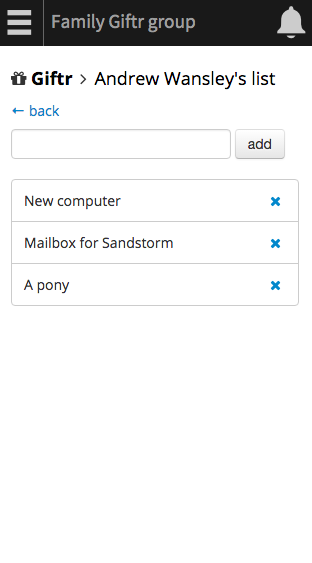 Family Giftr group
Giftr > Andrew Wansley's list
← back
add
New computer
Mailbox for Sandstorm
A pony